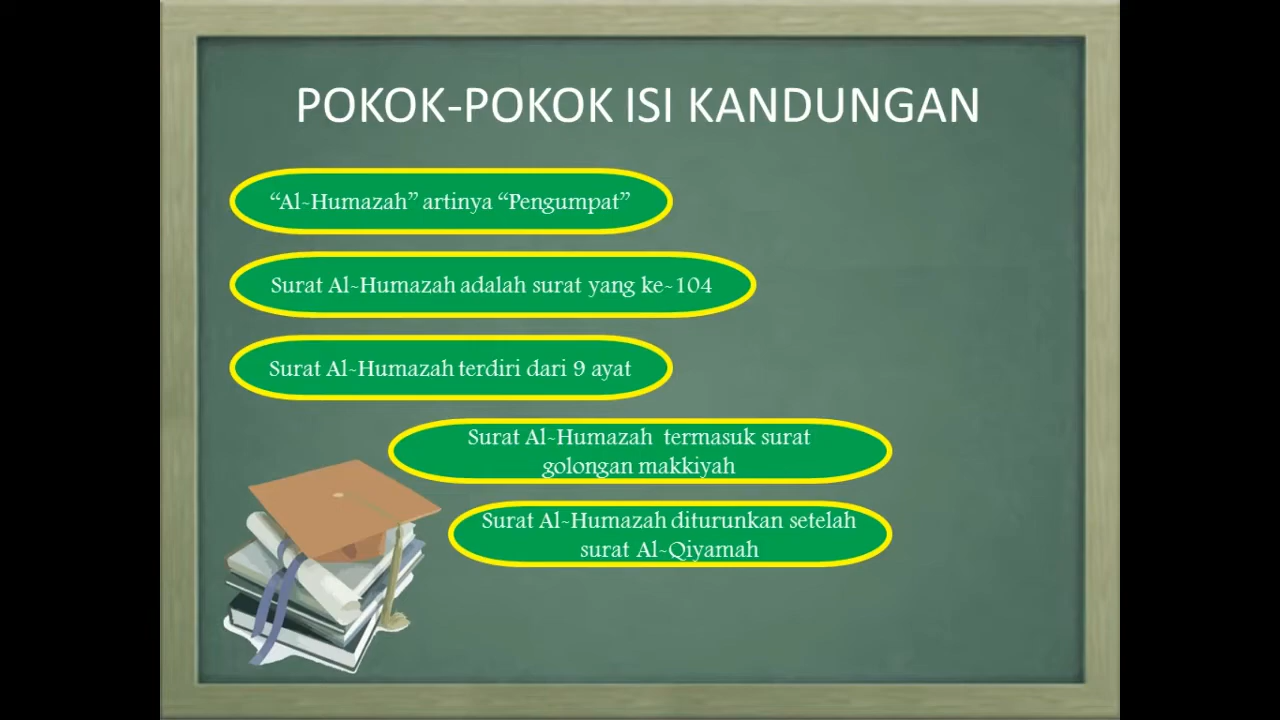 POKOK-POKOK ISI KANDUNGAN
“Al-Humazah” artinya “Pengumpat”
Surat Al-Humazah adalah surat yang ke-104
Surat Al-Humazah terdiri dari 9 ayat
Surat Al-Humazah termasuk surat
golongan makkiyah
Surat Al-Humazah diturunkan setelah
surat Al-Qiyamah